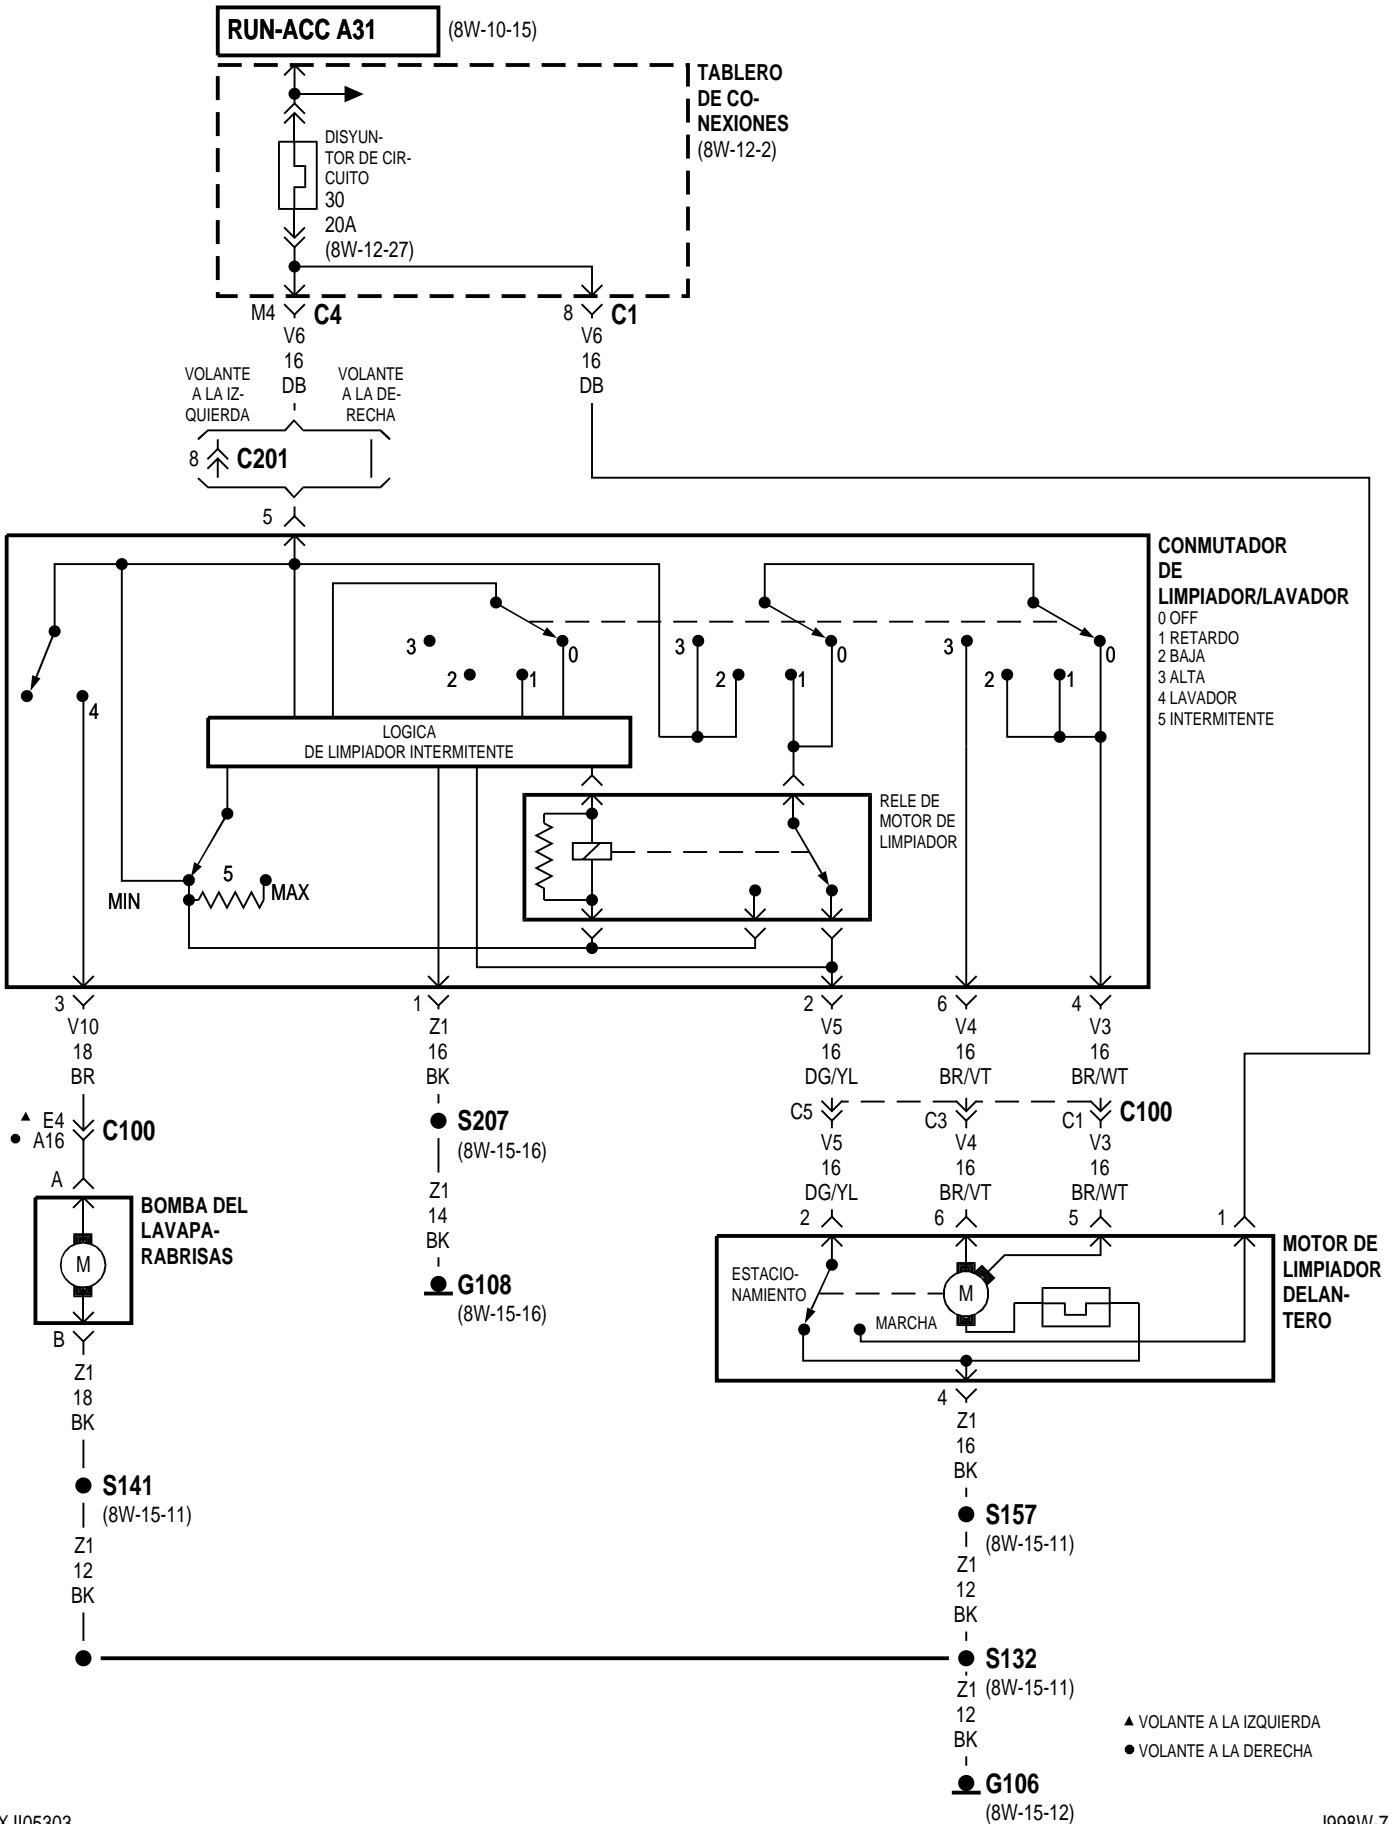 RUN-ACC A31
(8W-10-15)
TABLERO
DE CO-
NEXIONES
(8W-12-2)
DISYUN-
TOR DE CIR-
CUITO
30
20A
(8W-12-27)
M4
C4
8
C1
V6
16
DB
V6
16
DB
VOLANTE
A LA IZ-
QUIERDA
VOLANTE
A LA DE-
RECHA
8
C201
5
CONMUTADOR
DE
LIMPIADOR/LAVADOR
0 OFF
1 RETARDO
2 BAJA
3 ALTA
4 LAVADOR
5 INTERMITENTE
4
3
2
1
0
3
2
1
0
3
2
1
0
LOGICA
DE LIMPIADOR INTERMITENTE
RELE DE
MOTOR DE
LIMPIADOR
5
MIN
MAX
3
V10
18
BR
1
Z1
16
BK
2
V5
16
DG/YL
6
V4
16
BR/VT
4
V3
16
BR/WT
▲ E4
● A16
C100
S207
(8W-15-16)
Z1
14
BK
G108
(8W-15-16)
C5
C3
C1
C100
V5
16
DG/YL
2
V4
16
BR/VT
6
V3
16
BR/WT
5
1
A
BOMBA DEL
LAVAPA-
RABRISAS
M
B
Z1
18
BK
S141
(8W-15-11)
Z1
12
BK
MOTOR DE
LIMPIADOR
DELAN-
TERO
ESTACIO-
NAMIENTO
M
MARCHA
4
Z1
16
BK
S157
(8W-15-11)
Z1
12
BK
S132
(8W-15-11)
Z1
12
BK
G106
(8W-15-12)
▲ VOLANTE A LA IZQUIERDA
● VOLANTE A LA DERECHA